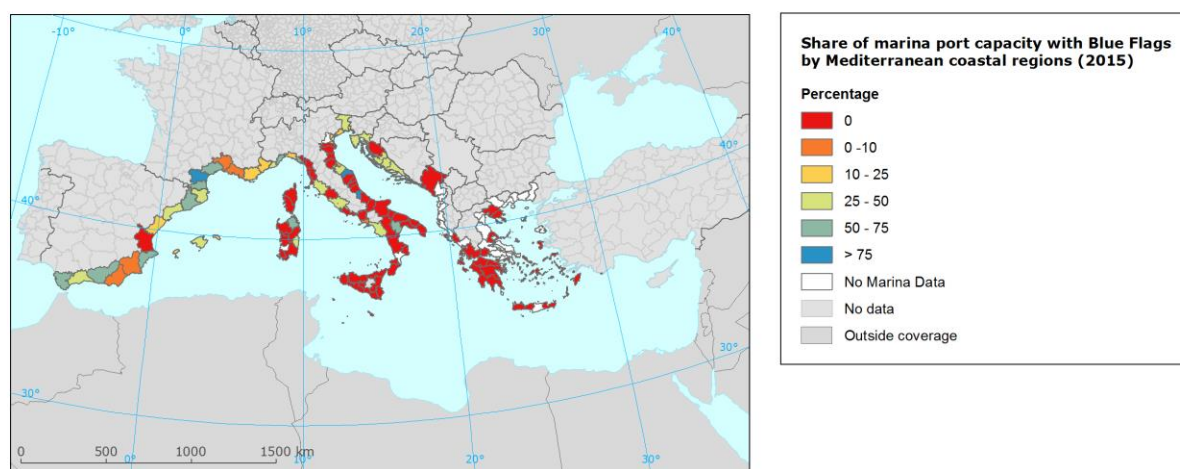 -10°
0°
10°
20°
30°
40°
40°
40°
30°
30°
0°
10°
20°
30°
0 500 1000 1500 km
Share of marina port capacity with Blue Flags
by Mediterranean coastal regions (2015)
Percentage
0
0 -10
10 - 25
25 - 50
50 - 75
> 75
No Marina Data
No data
Outside coverage